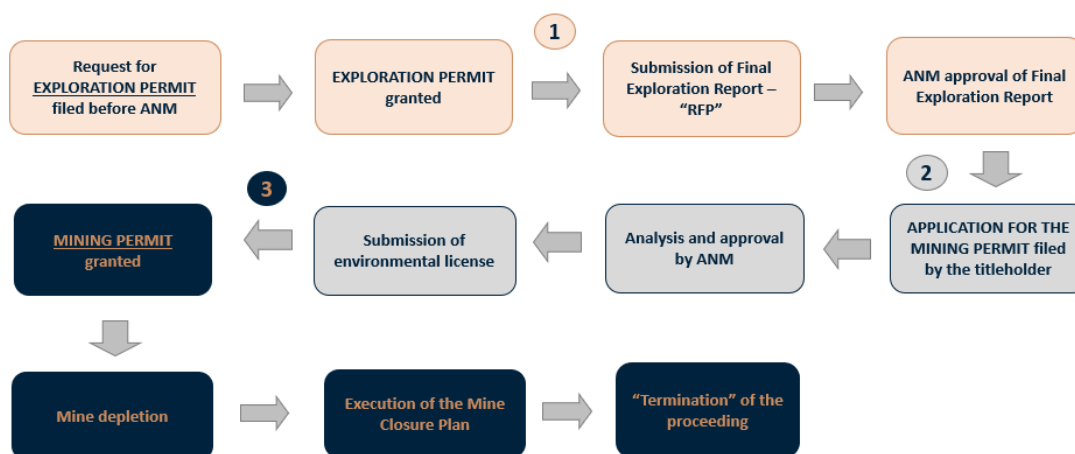 1
Request for
EXPLORATION PERMIT
filed before ANM
EXPLORATION PERMIT
granted
Submission of Final
Exploration Report –
“RFP”
ANM approval of Final
Exploration Report
2
3
MINING PERMIT
granted
Submission of
environmental license
Analysis and approval
by ANM
APPLICATION FOR THE
MINING PERMIT filed
by the titleholder
Mine depletion
Execution of the Mine
Closure Plan
“Termination” of the
proceeding